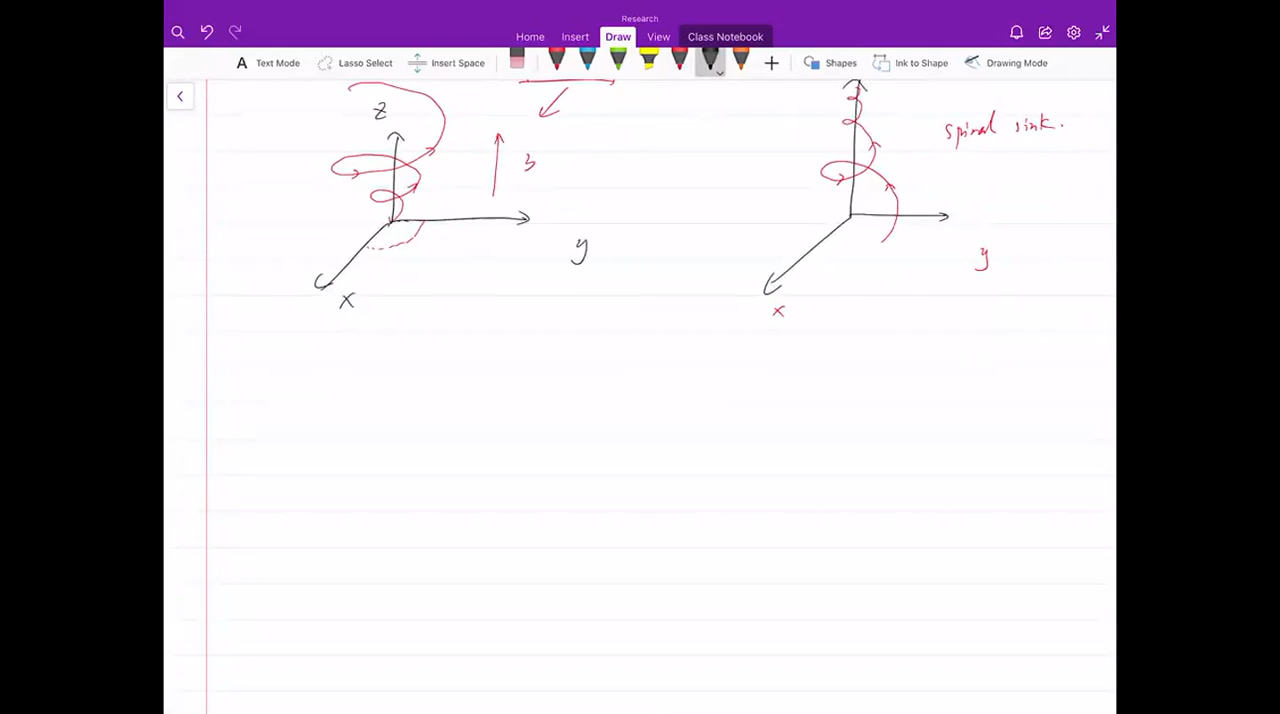 Research
Home Insert Draw View Class Notebook
A Text Mode Lasso Select Insert Space Shapes Ink to Shape Drawing Mode
z
3
y
x
spiral sink.
y
x